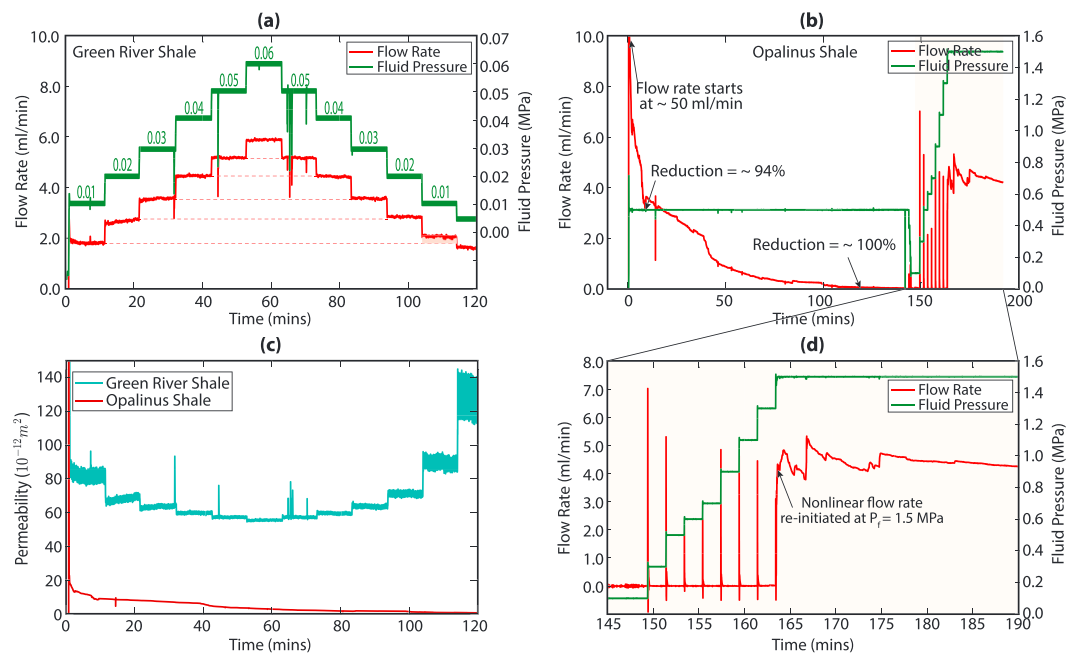 (a)
Green River Shale
Flow Rate
Fluid Pressure
10.0
8.0
6.0
4.0
2.0
0.0
Flow Rate (ml/min)
0.01
0.02
0.03
0.04
0.05
0.06
0.05
0.04
0.03
0.02
0.01
0.07
0.06
0.05
0.04
0.03
0.02
0.01
0.00
Fluid Pressure (MPa)
0 20 40 60 80 100 120
Time (mins)
(b)
Opalinus Shale
Flow Rate
Fluid Pressure
10.0
8.0
6.0
4.0
2.0
0.0
Flow Rate (ml/min)
Flow rate starts
at ~ 50 ml/min
Reduction = ~ 94%
Reduction = ~ 100%
1.6
1.4
1.2
1.0
0.8
0.6
0.4
0.2
0.0
Fluid Pressure (MPa)
0 50 100 150 200
Time (mins)
(c)
Green River Shale
Opalinus Shale
140
120
100
80
60
40
20
0
Permeability (10⁻¹²m²)
0 20 40 60 80 100 120
Time (mins)
(d)
Flow Rate
Fluid Pressure
8.0
7.0
6.0
5.0
4.0
3.0
2.0
1.0
0.0
Flow Rate (ml/min)
Nonlinear flow rate
re-initiated at Pf = 1.5 MPa
1.6
1.4
1.2
1.0
0.8
0.6
0.4
0.2
0.0
Fluid Pressure (MPa)
145 150 155 160 165 170 175 180 185 190
Time (mins)